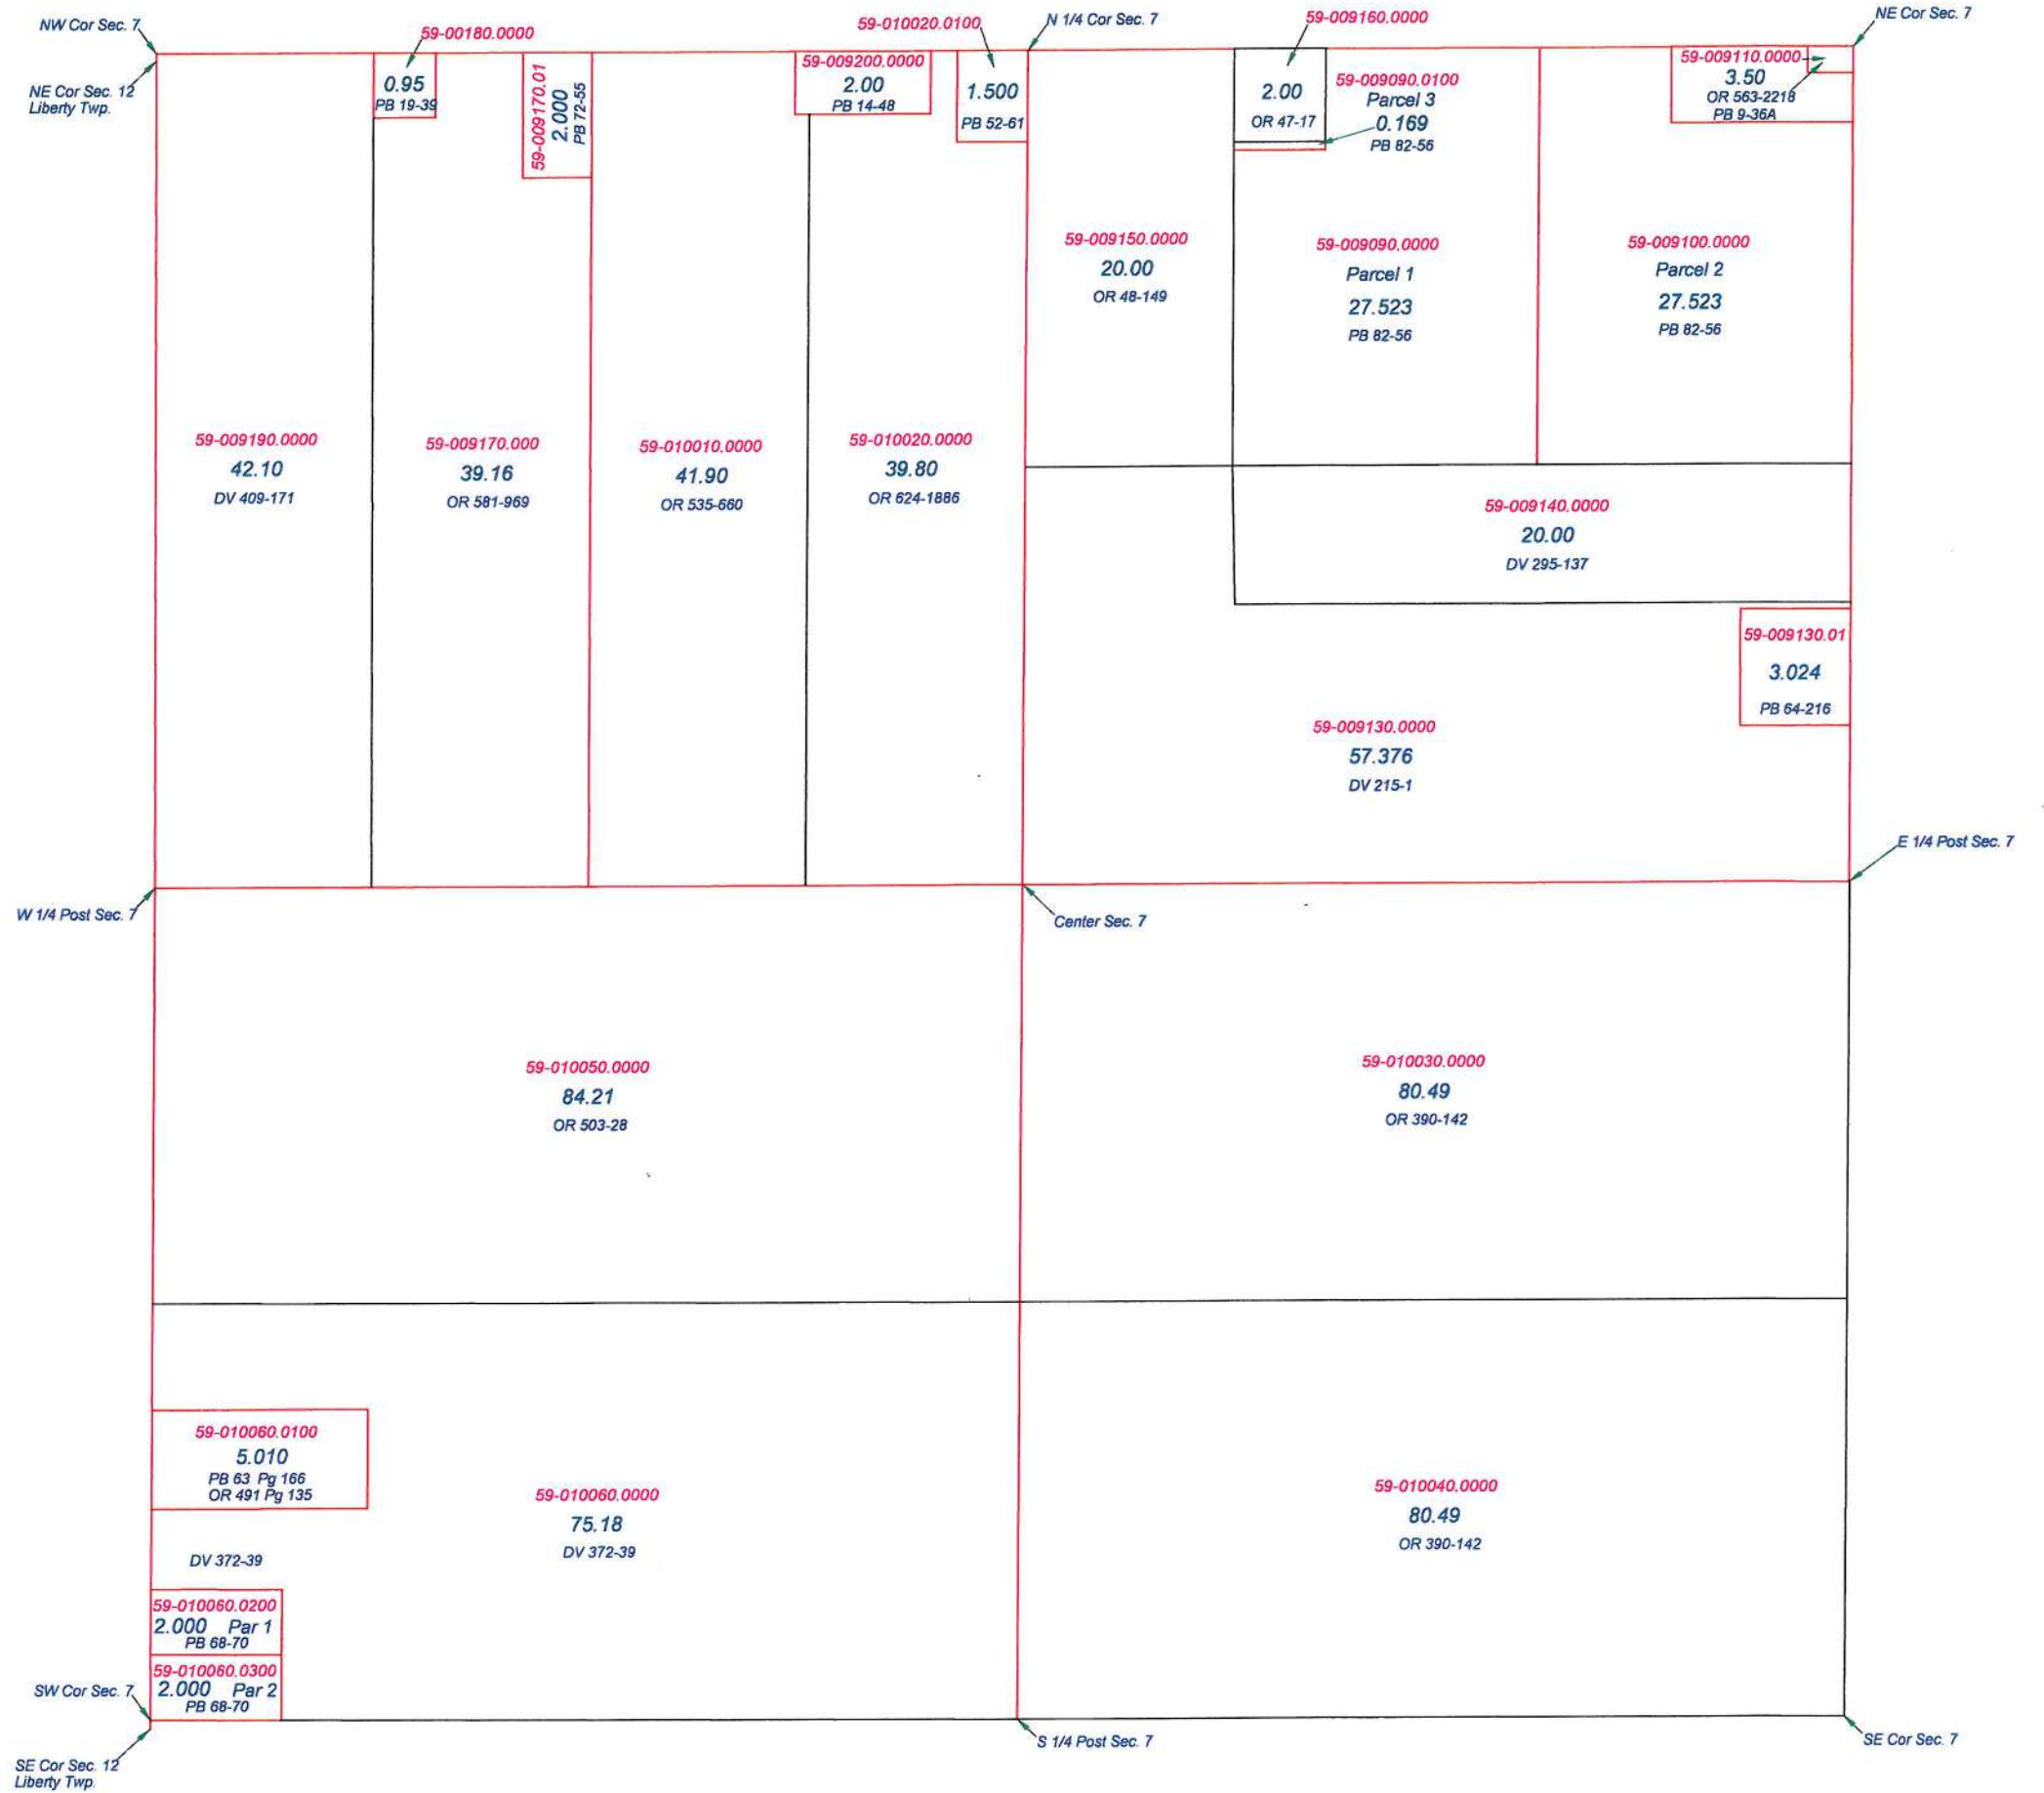 NW Cor Sec. 7
59-00180.0000
59-010020.0100
N 1/4 Cor Sec. 7
59-009160.0000
NE Cor Sec. 7
NE Cor Sec. 12
Liberty Twp.
0.95
PB 19-39
59-009170.01
2.000
PB 72-55
59-009200.0000
2.00
PB 14-48
1.500
PB 52-61
2.00
OR 47-17
59-009090.0100
Parcel 3
0.169
PB 82-56
59-009110.0000
3.50
OR 563-2218
PB 9-36A
59-009150.0000
20.00
OR 48-149
59-009090.0000
Parcel 1
27.523
PB 82-56
59-009100.0000
Parcel 2
27.523
PB 82-56
59-009190.0000
42.10
DV 409-171
59-009170.000
39.16
OR 581-969
59-010010.0000
41.90
OR 535-660
59-010020.0000
39.80
OR 624-1886
59-009140.0000
20.00
DV 295-137
59-009130.01
3.024
PB 64-216
59-009130.0000
57.376
DV 215-1
E 1/4 Post Sec. 7
W 1/4 Post Sec. 7
Center Sec. 7
59-010050.0000
84.21
OR 503-28
59-010030.0000
80.49
OR 390-142
59-010060.0100
5.010
PB 63 Pg 166
OR 491 Pg 135
59-010060.0000
75.18
DV 372-39
59-010040.0000
80.49
OR 390-142
DV 372-39
59-010060.0200
2.000 Par 1
PB 68-70
59-010060.0300
2.000 Par 2
PB 68-70
SW Cor Sec. 7
SE Cor Sec. 12
Liberty Twp.
S 1/4 Post Sec. 7
SE Cor Sec. 7